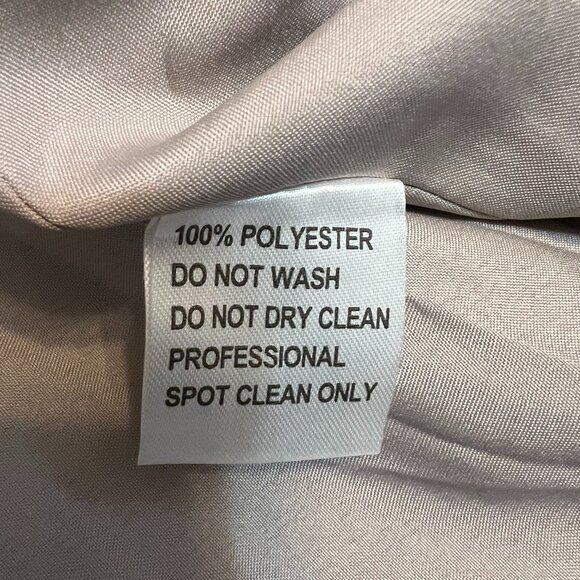 100% POLYESTER
DO NOT WASH
DO NOT DRY CLEAN
PROFESSIONAL
SPOT CLEAN ONLY